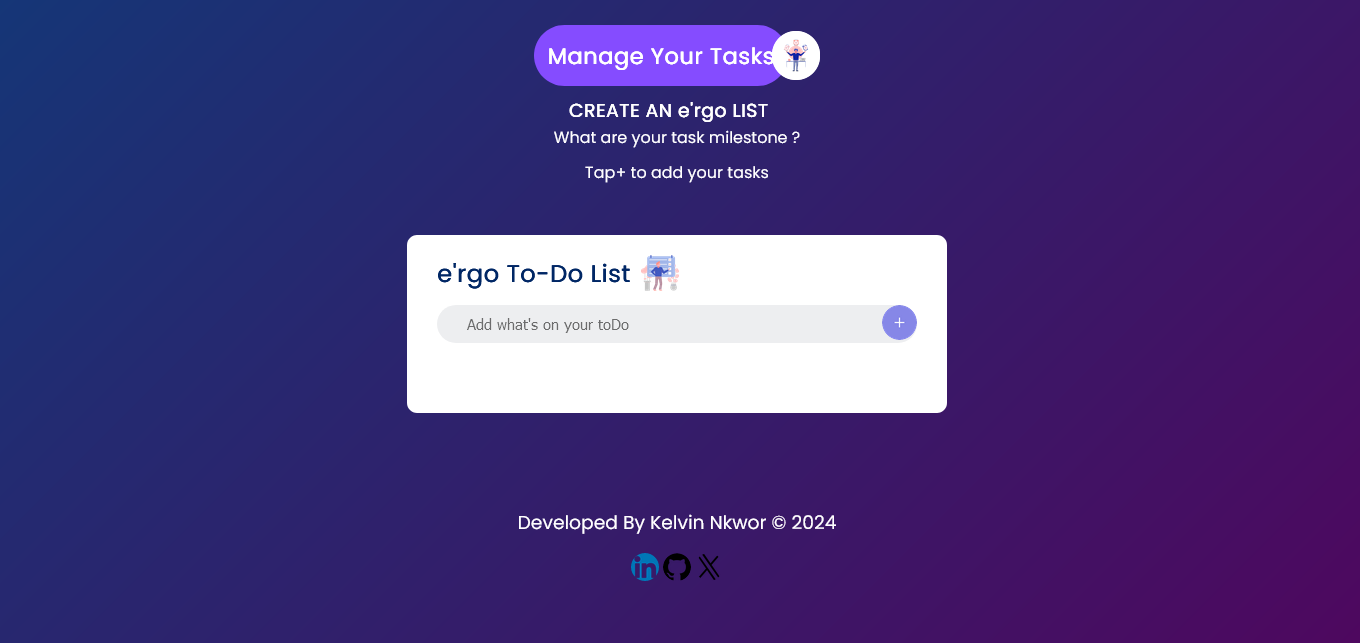 Manage Your Tasks
CREATE AN e'rgo LIST
What are your task milestone ?
Tap+ to add your tasks
e'rgo To-Do List
Add what's on your toDo
+
Developed By Kelvin Nkwor © 2024
in
X